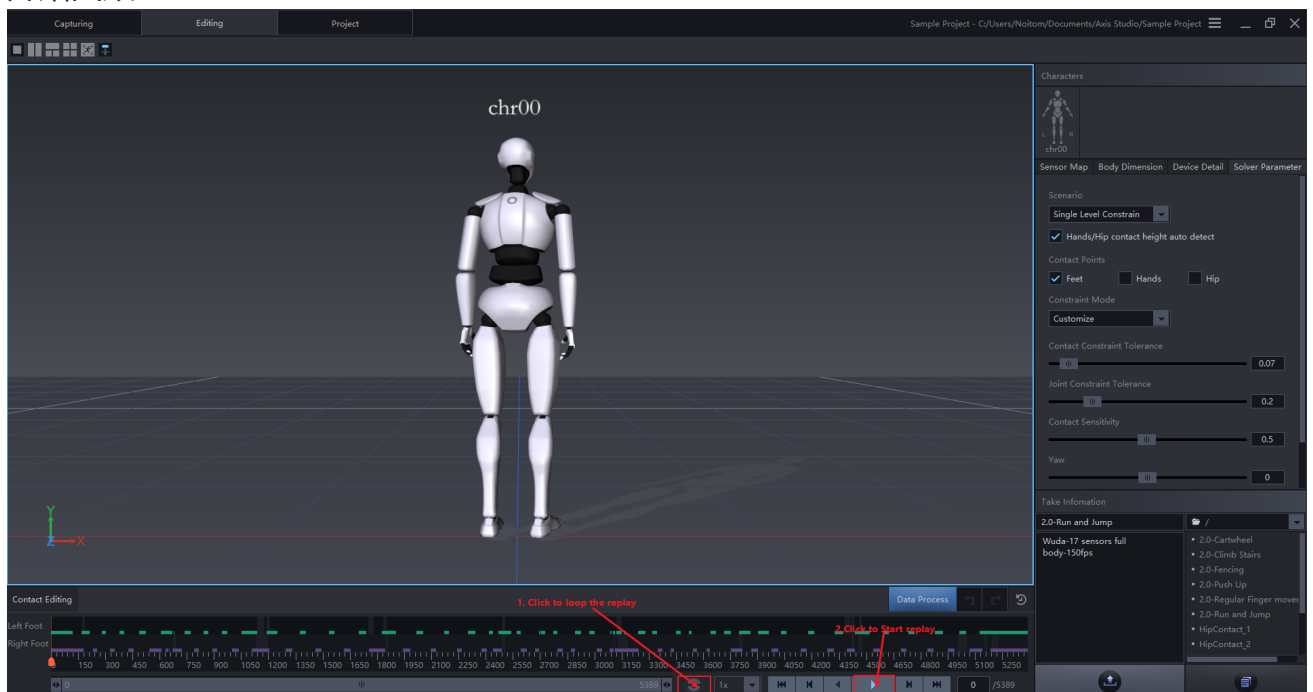 Capturing Editing Project Sample Project - C:/Users/Noitom/Documents/Axis Studio/Sample Project
chr00
Characters
L R
chr00
Sensor Map Body Dimension Device Detail Solver Parameter
Scenario
Single Level Constrain
Hands/Hip contact height auto detect
Contact Points
Feet Hands Hip
Constraint Mode
Customize
Contact Constraint Tolerance
0.07
Joint Constraint Tolerance
0.2
Contact Sensitivity
0.5
Yaw
0
Y
Z X
Take Infomation
2.0-Run and Jump /
Wuda-17 sensors full
body-150fps
• 2.0-Cartwheel
• 2.0-Climb Stairs
• 2.0-Fencing
• 2.0-Push Up
• 2.0-Regular Finger mover
• 2.0-Run and Jump
• HipContact_1
• HipContact_2
Contact Editing 1. Click to loop the replay Data Process
Left Foot 2.Click to Start replay
Right Foot
150 300 450 600 750 900 1050 1200 1350 1500 1650 1800 1950 2100 2250 2400 2550 2700 2850 3000 3150 3300 3450 3600 3750 3900 4050 4200 4350 4500 4650 4800 4950 5100 5250
0 5389 1x 0 /5389